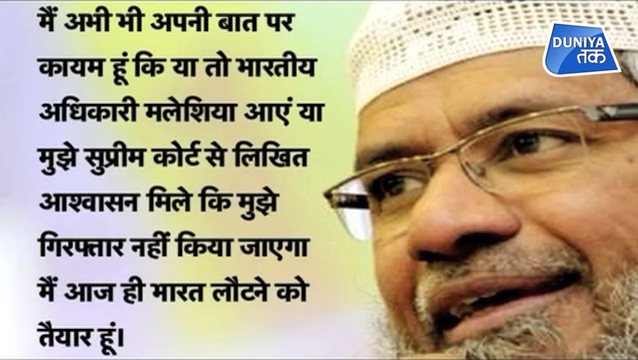 मैं अभी भी अपनी बात पर
कायम हूं कि या तो भारतीय
अधिकारी मलेशिया आएं या
मुझे सुप्रीम कोर्ट से लिखित
आश्वासन मिले कि मुझे
गिरफ्तार नहीं किया जाएगा
मैं आज ही भारत लौटने को
तैयार हूं।
DUNIYA
तक